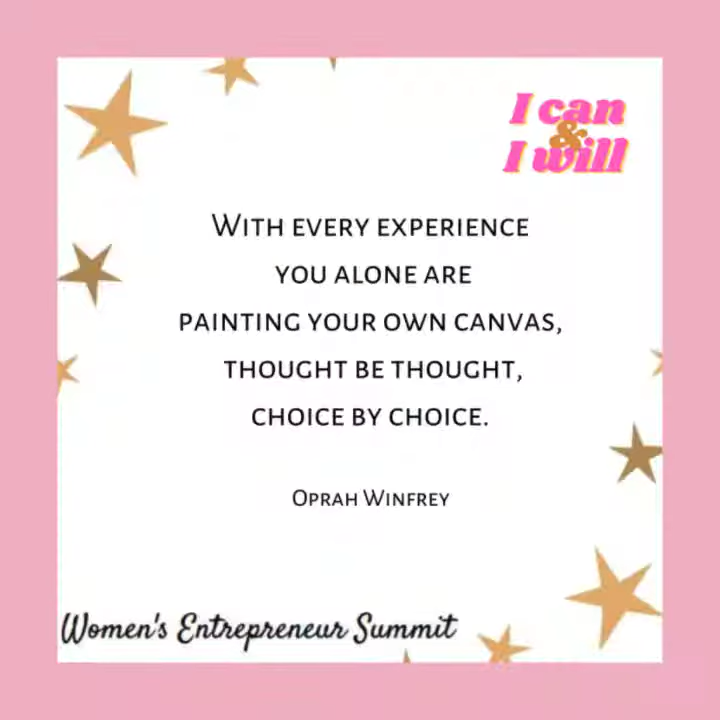 I can
&
I will
With every experience
you alone are
painting your own canvas,
thought be thought,
choice by choice.
Oprah Winfrey
Women's Entrepreneur Summit